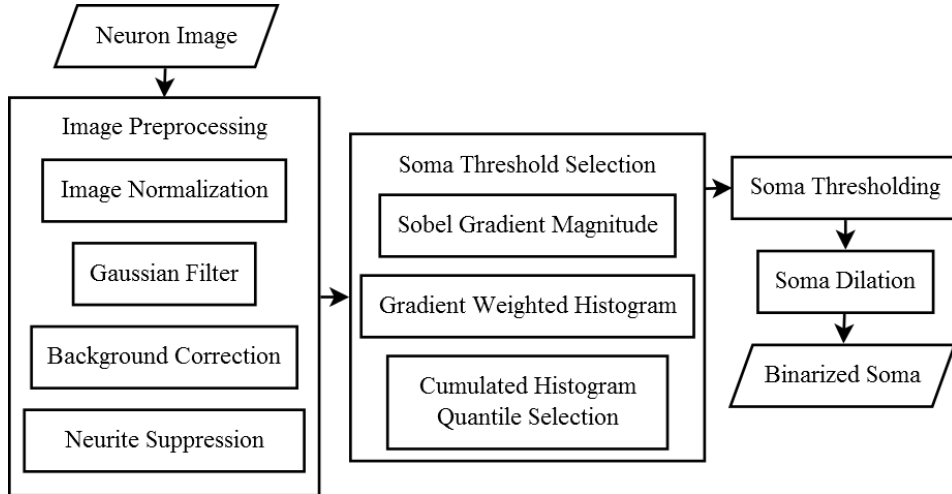 Neuron Image
Image Preprocessing
Image Normalization
Gaussian Filter
Background Correction
Neurite Suppression
Soma Threshold Selection
Sobel Gradient Magnitude
Gradient Weighted Histogram
Cumulated Histogram
Quantile Selection
Soma Thresholding
Soma Dilation
Binarized Soma